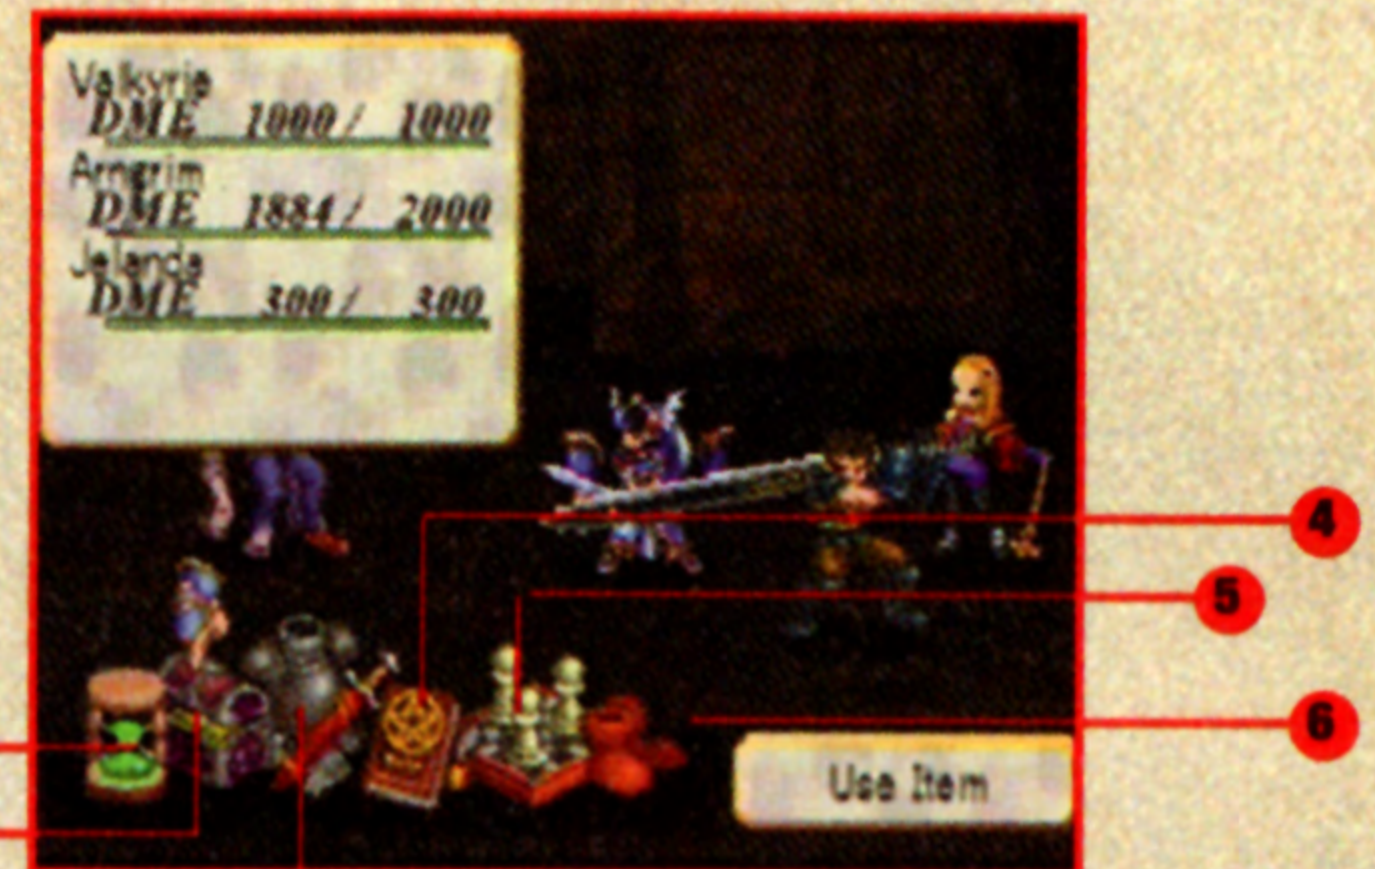 Valkyrie
DME 1000 / 1000
Arngrim
DME 1884 / 2000
Jelanda
DME 300 / 300
4
5
6
Use Item